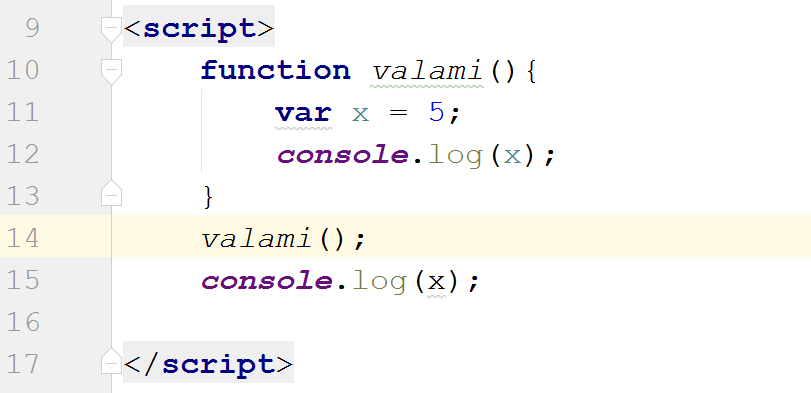 9 <script>
10 function valami(){
11 var x = 5;
12 console.log(x);
13 }
14 valami();
15 console.log(x);
16
17 </script>